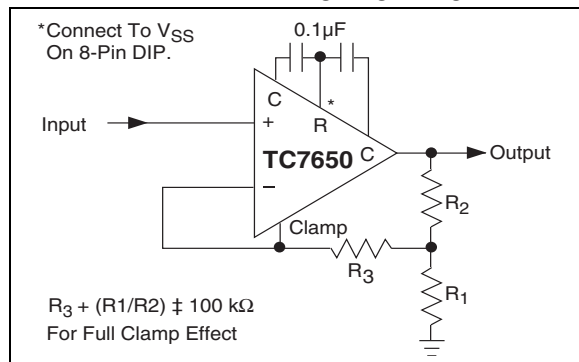 *Connect To VSS
On 8-Pin DIP.
0.1µF
C
*
R
Input
+
TC7650
C
Output
−
R2
Clamp
R3
R1
R3 + (R1/R2) ‡ 100 kΩ
For Full Clamp Effect